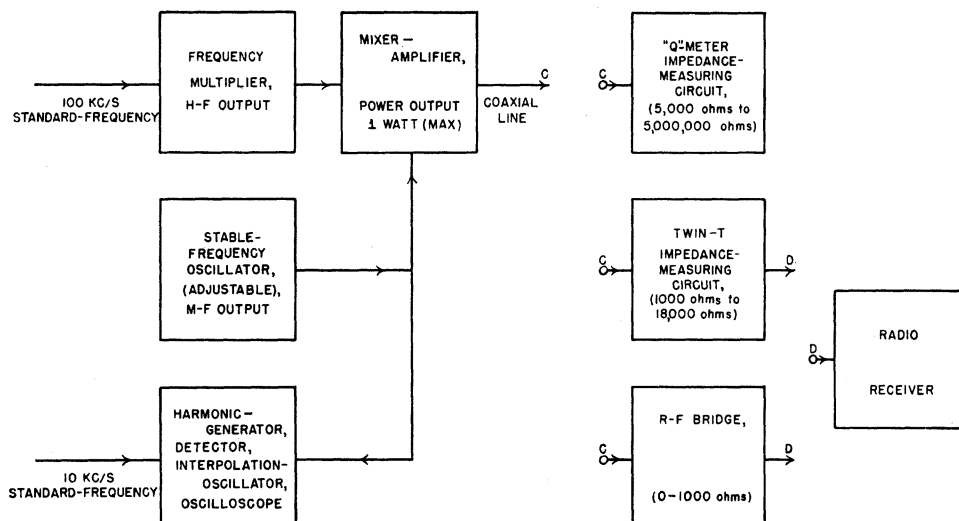 100 KC/S
STANDARD-FREQUENCY
FREQUENCY
MULTIPLIER,
H-F OUTPUT
MIXER-
AMPLIFIER,
POWER OUTPUT
1 WATT (MAX)
C
COAXIAL
LINE
C
"Q"-METER
IMPEDANCE-
MEASURING
CIRCUIT,
(5,000 ohms to
5,000,000 ohms)
STABLE-
FREQUENCY
OSCILLATOR,
(ADJUSTABLE),
M-F OUTPUT
C
TWIN-T
IMPEDANCE-
MEASURING
CIRCUIT,
(1000 ohms to
18,000 ohms)
D
D
RADIO
RECEIVER
10 KC/S
STANDARD-FREQUENCY
HARMONIC-
GENERATOR,
DETECTOR,
INTERPOLATION-
OSCILLATOR,
OSCILLOSCOPE
C
R-F BRIDGE,
(0-1000 ohms)
D